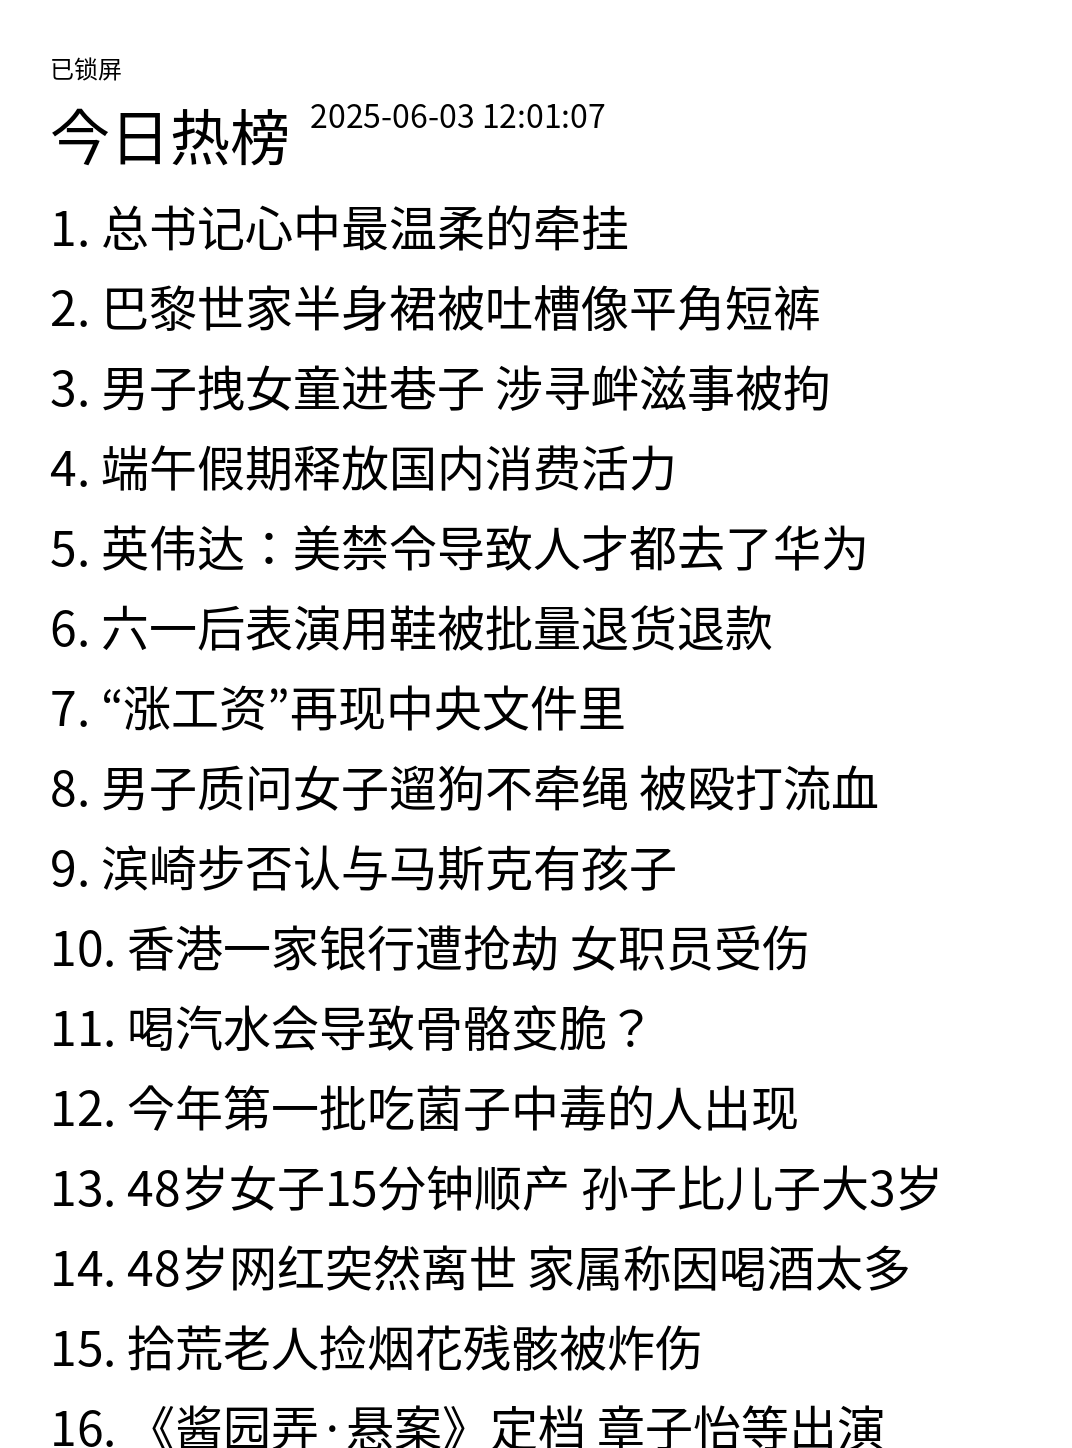 已锁屏
今日热榜 2025-06-03 12:01:07
1. 总书记心中最温柔的牵挂
2. 巴黎世家半身裙被吐槽像平角短裤
3. 男子拽女童进巷子 涉寻衅滋事被拘
4. 端午假期释放国内消费活力
5. 英伟达：美禁令导致人才都去了华为
6. 六一后表演用鞋被批量退货退款
7. “涨工资”再现中央文件里
8. 男子质问女子遛狗不牵绳 被殴打流血
9. 滨崎步否认与马斯克有孩子
10. 香港一家银行遭抢劫 女职员受伤
11. 喝汽水会导致骨骼变脆？
12. 今年第一批吃菌子中毒的人出现
13. 48岁女子15分钟顺产 孙子比儿子大3岁
14. 48岁网红突然离世 家属称因喝酒太多
15. 拾荒老人捡烟花残骸被炸伤
16. 《酱园弄·悬案》定档 章子怡等出演